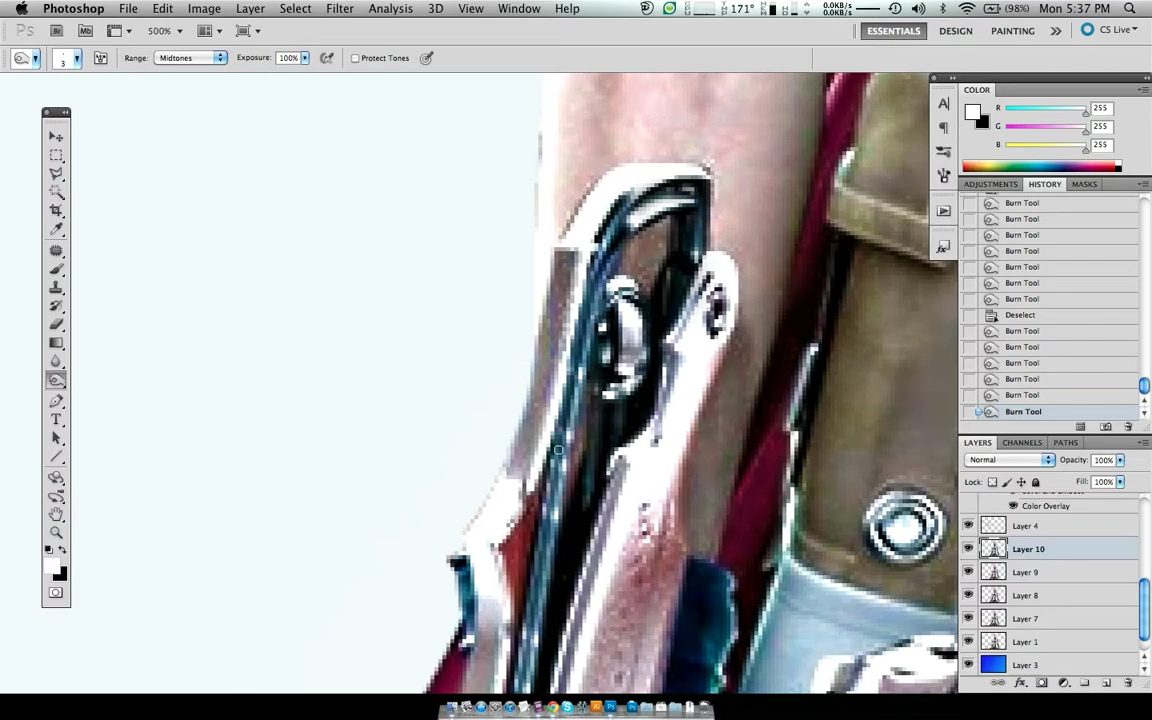 Photoshop File Edit Image Layer Select Filter Analysis 3D View Window Help 171° 0.0KB/s 0.0KB/s (98%) Mon 5:37 PM
Ps Br Mb 500% ESSENTIALS DESIGN PAINTING CS Live
3 Range: Midtones Exposure: 100% Protect Tones
COLOR
R 255
G 255
B 255
ADJUSTMENTS HISTORY MASKS
Burn Tool
Burn Tool
Burn Tool
Burn Tool
Burn Tool
Burn Tool
Burn Tool
Deselect
Burn Tool
Burn Tool
Burn Tool
Burn Tool
Burn Tool
Burn Tool
LAYERS CHANNELS PATHS
Normal Opacity: 100%
Lock: Fill: 100%
Color Overlay
Layer 4
Layer 10
Layer 9
Layer 8
Layer 7
Layer 1
Layer 3